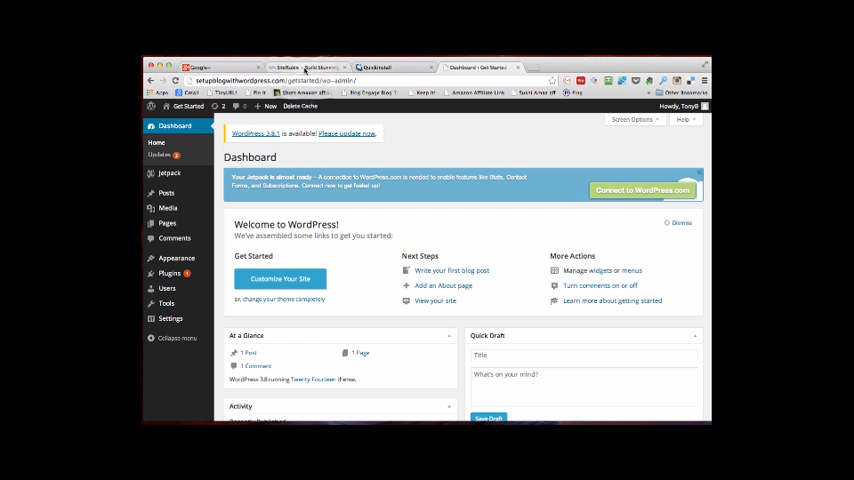 Google+
SiteRubix - Build Stunning
QuickInstall
Dashboard ‹ Get Started
setupblogwithwordpress.com/getstarted/wp-admin/
Apps Gmail TinyURL! Pin It Short Amazon affil Blog Engage Blog T Keep It! Amazon Affiliate Link Sushi Amaz aff Ping Other Bookmarks
Get Started 2 0 + New Delete Cache Howdy, TonyB
Screen Options Help
Dashboard
Home
Updates 2
Jetpack
Posts
Media
Pages
Comments
Appearance
Plugins 1
Users
Tools
Settings
Collapse menu
WordPress 3.8.1 is available! Please update now.
Dashboard
Your Jetpack is almost ready – A connection to WordPress.com is needed to enable features like Stats, Contact
Forms, and Subscriptions. Connect now to get fueled up!
Connect to WordPress.com
Welcome to WordPress!
Dismiss
We've assembled some links to get you started:
Get Started
Customize Your Site
or, change your theme completely
Next Steps
Write your first blog post
Add an About page
View your site
More Actions
Manage widgets or menus
Turn comments on or off
Learn more about getting started
At a Glance
1 Post 1 Page
1 Comment
WordPress 3.8 running Twenty Fourteen theme.
Activity
Recently Published
Quick Draft
Title
What's on your mind?
Save Draft